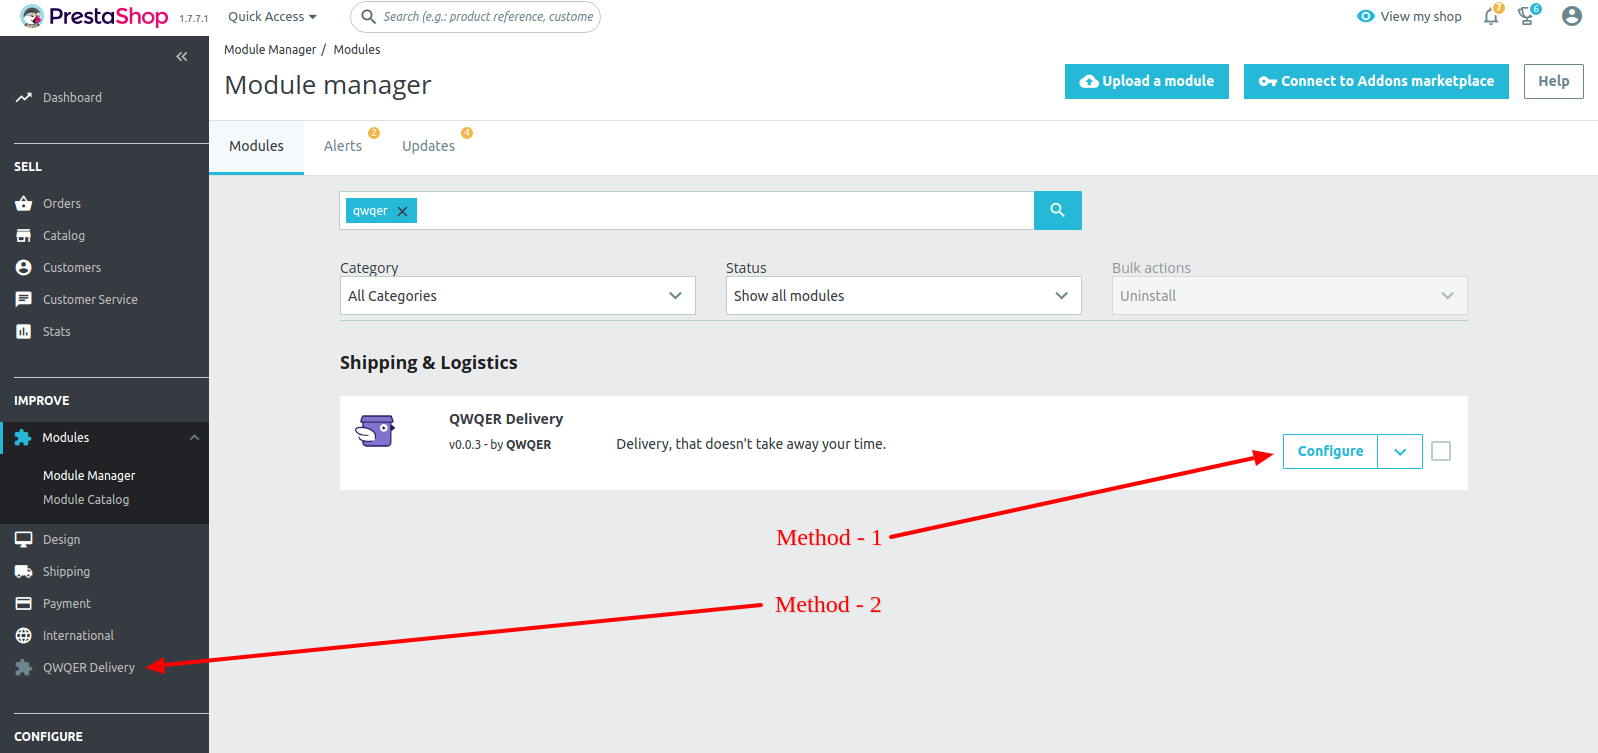 PrestaShop 1.7.7.1 Quick Access Search (e.g.: product reference, custome View my shop 7 6
Module Manager / Modules
Module manager
Upload a module Connect to Addons marketplace Help
Dashboard
Modules Alerts 2 Updates 4
SELL
Orders
Catalog
Customers
Customer Service
Stats
qwqer
Category Status Bulk actions
All Categories Show all modules Uninstall
Shipping & Logistics
IMPROVE
Modules
Module Manager
Module Catalog
Design
Shipping
Payment
International
QWQER Delivery
CONFIGURE
QWQER Delivery
v0.0.3 - by QWQER Delivery, that doesn't take away your time. Configure
Method - 1
Method - 2